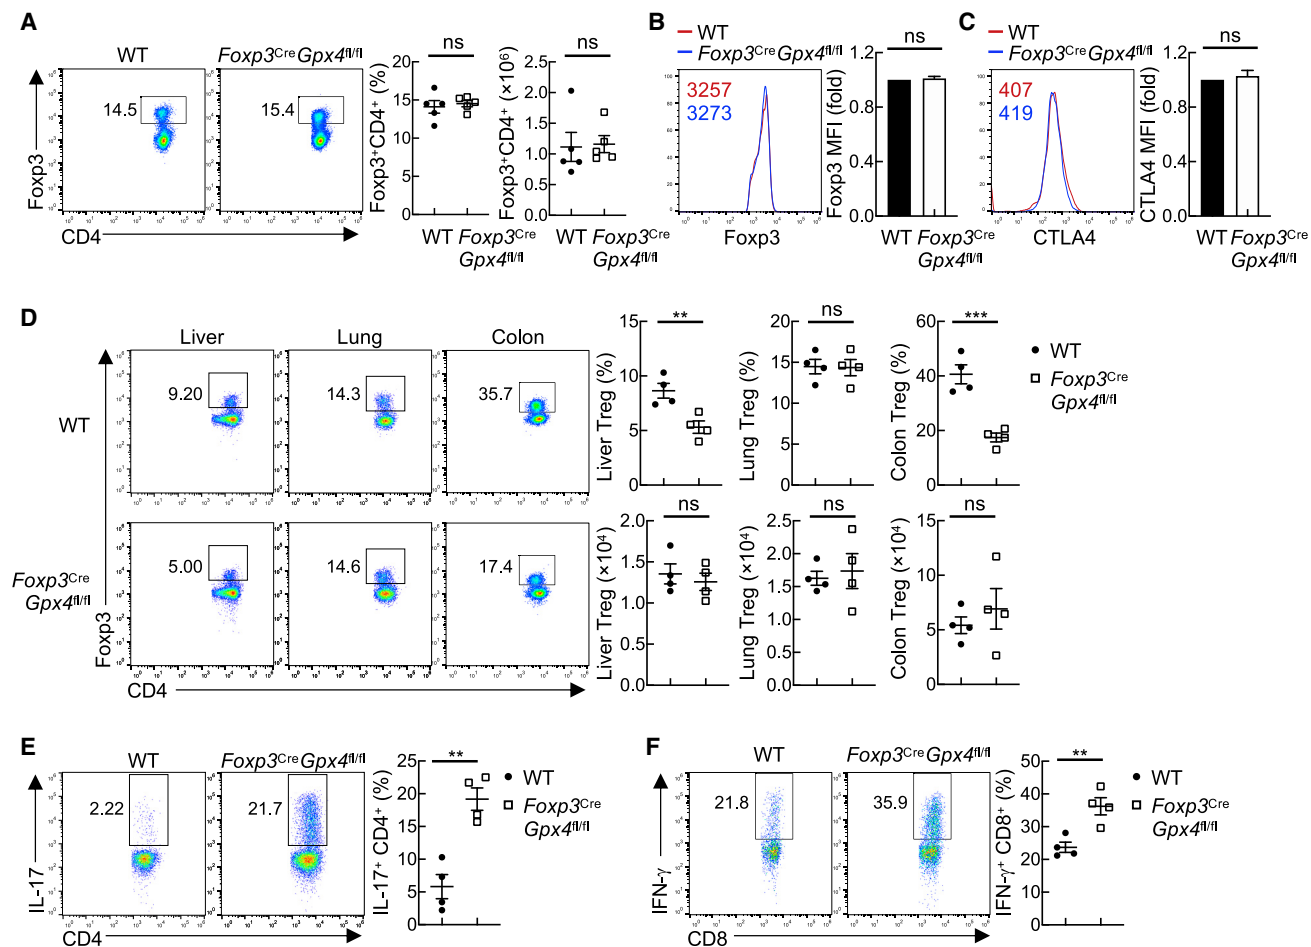 A
WT
Foxp3CreGpx4fl/fl
14.5
15.4
Foxp3
CD4
Foxp3+CD4+ (%)
20
15
10
5
0
ns
WT Foxp3Cre
Gpx4fl/fl
Foxp3+CD4+ (×10⁶)
2.5
2.0
1.5
1.0
0.5
0.0
ns
WT Foxp3Cre
Gpx4fl/fl
B
WT
Foxp3CreGpx4fl/fl
3257
3273
Foxp3
Foxp3 MFI (fold)
1.2
0.8
0.4
0.0
ns
WT Foxp3Cre
Gpx4fl/fl
C
WT
Foxp3CreGpx4fl/fl
407
419
CTLA4
CTLA4 MFI (fold)
1.2
0.8
0.4
0.0
ns
WT Foxp3Cre
Gpx4fl/fl
D
Liver
Lung
Colon
WT
9.20
14.3
35.7
Foxp3Cre
Gpx4fl/fl
5.00
14.6
17.4
Foxp3
CD4
Liver Treg (%)
15
10
5
0
**
Lung Treg (%)
20
15
10
5
0
ns
Colon Treg (%)
60
40
20
0
***
WT
Foxp3Cre
Gpx4fl/fl
Liver Treg (×10⁴)
2.0
1.5
1.0
0.5
0.0
ns
Lung Treg (×10⁴)
2.5
2.0
1.5
1.0
0.5
0.0
ns
Colon Treg (×10⁴)
15
10
5
0
ns
E
WT
Foxp3CreGpx4fl/fl
2.22
21.7
IL-17
CD4
IL-17+ CD4+ (%)
25
20
15
10
5
0
**
WT
Foxp3Cre
Gpx4fl/fl
F
WT
Foxp3CreGpx4fl/fl
21.8
35.9
IFN-γ
CD8
IFN-γ+ CD8+ (%)
50
40
30
20
10
0
**
WT
Foxp3Cre
Gpx4fl/fl